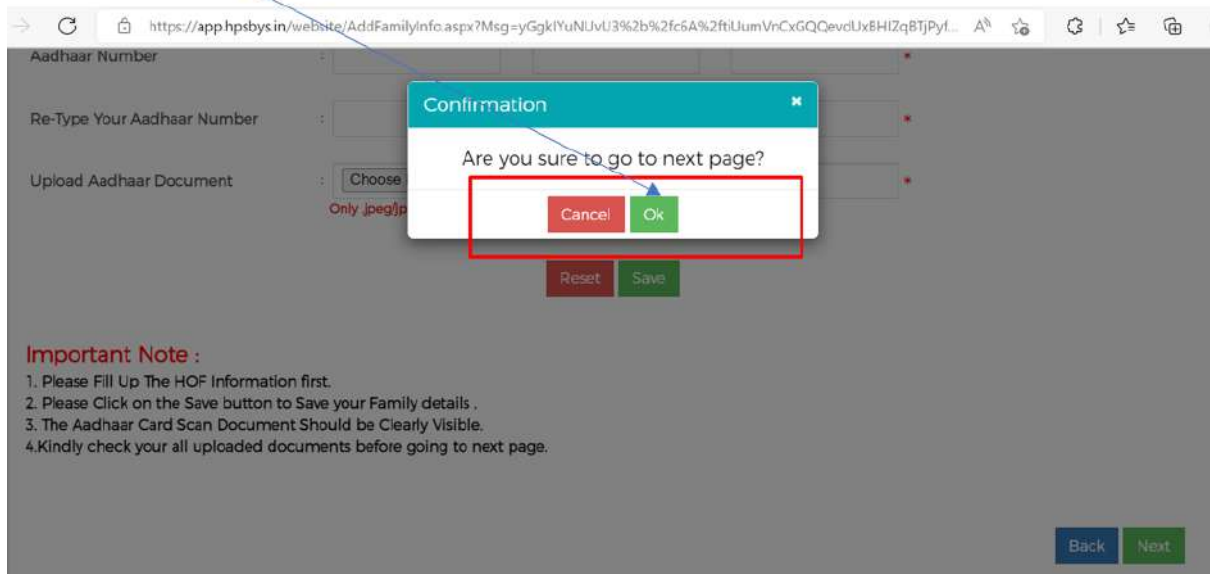 https://app.hpsbys.in/website/AddFamilyInfo.aspx?Msg=
Aadhaar Number :
Confirmation
Re-Type Your Aadhaar Number :
Are you sure to go to next page?
Upload Aadhaar Document : Choose
Only .jpeg/jp
Cancel Ok
Reset Save
Important Note :
1. Please Fill Up The HOF Information first.
2. Please Click on the Save button to Save your Family details .
3. The Aadhaar Card Scan Document Should be Clearly Visible.
4.Kindly check your all uploaded documents before going to next page.
Back Next